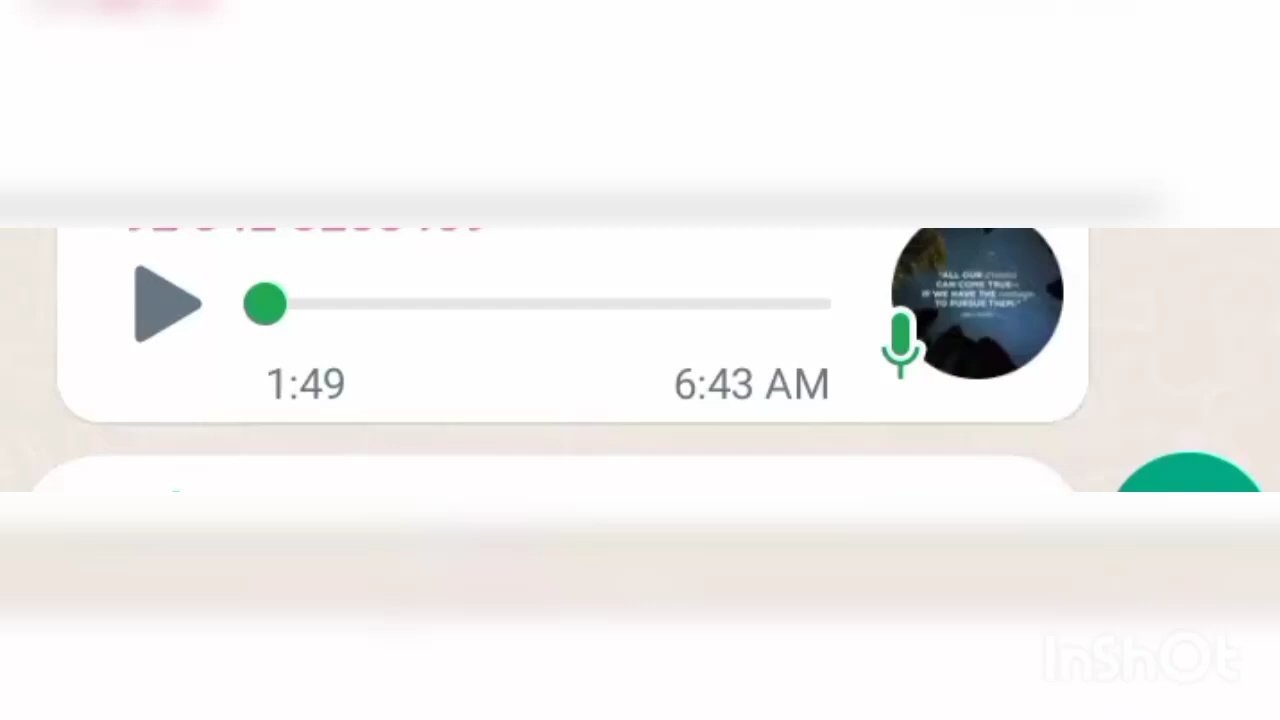 1:49
6:43 AM
"ALL OUR DREAMS
CAN COME TRUE—
IF WE HAVE THE courage
TO PURSUE THEM."
InShOt